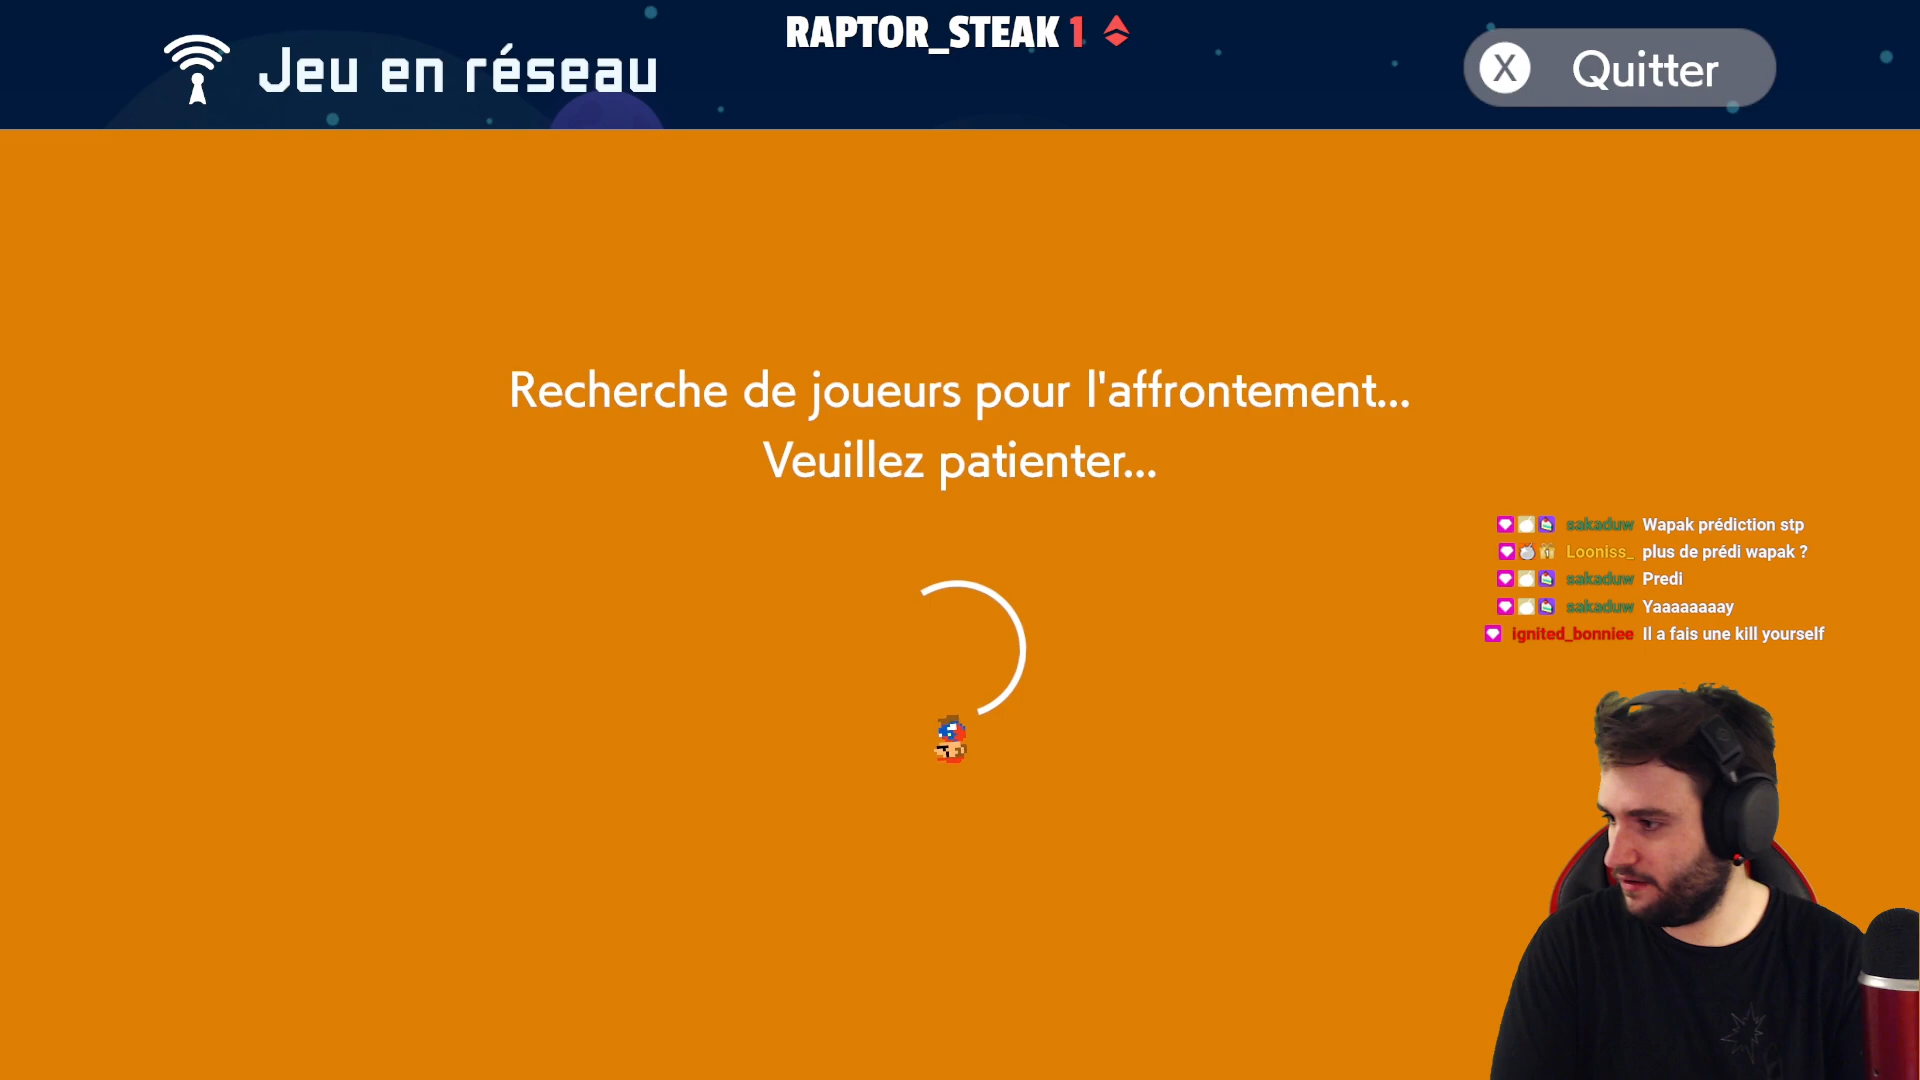 RAPTOR_STEAK 1
Jeu en réseau
X Quitter
Recherche de joueurs pour l'affrontement...
Veuillez patienter...
sakaduw Wapak prédiction stp
Looniss_ plus de prédi wapak ?
sakaduw Predi
sakaduw Yaaaaaaaay
ignited_bonniee Il a fais une kill yourself